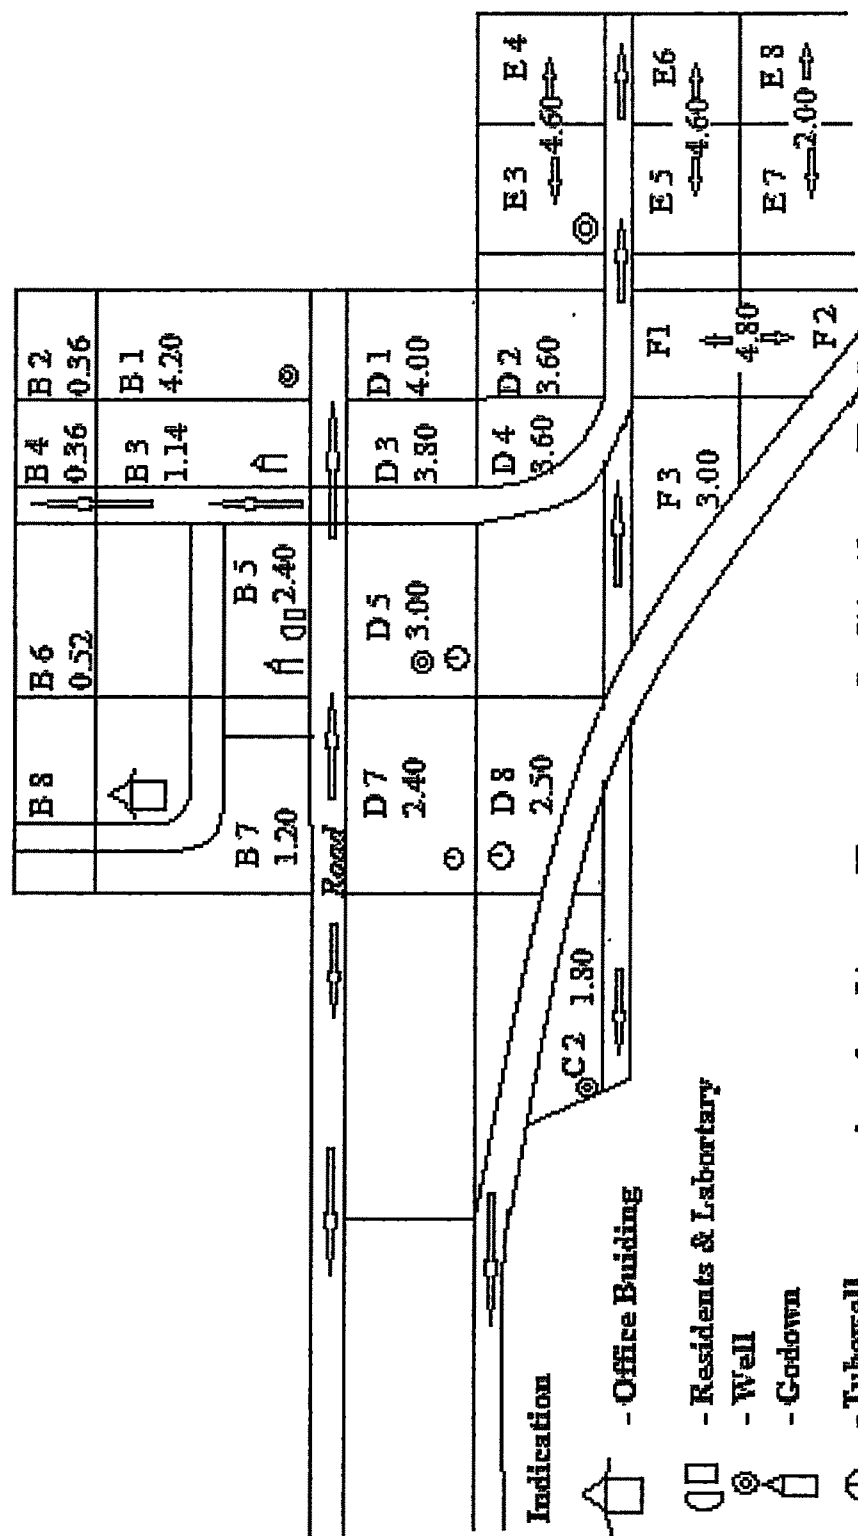 B 2
0.36
B 4
0.36
B 6
0.52
B 8
B 1
4.20
B 3
1.14
B 5
2.40
B 7
1.20
Road
D 1
4.00
D 3
3.80
D 5
3.00
D 7
2.40
D 2
3.60
D 4
3.60
D 8
2.50
C 2 1.80
E 3
E 4
4.60
E 5
E6
4.60
E 7
E 8
2.00
F1
4.80
F 2
F 3
3.00
Indication
- Office Buiding
- Residents & Labortary
- Well
- Godown
- Tubewell